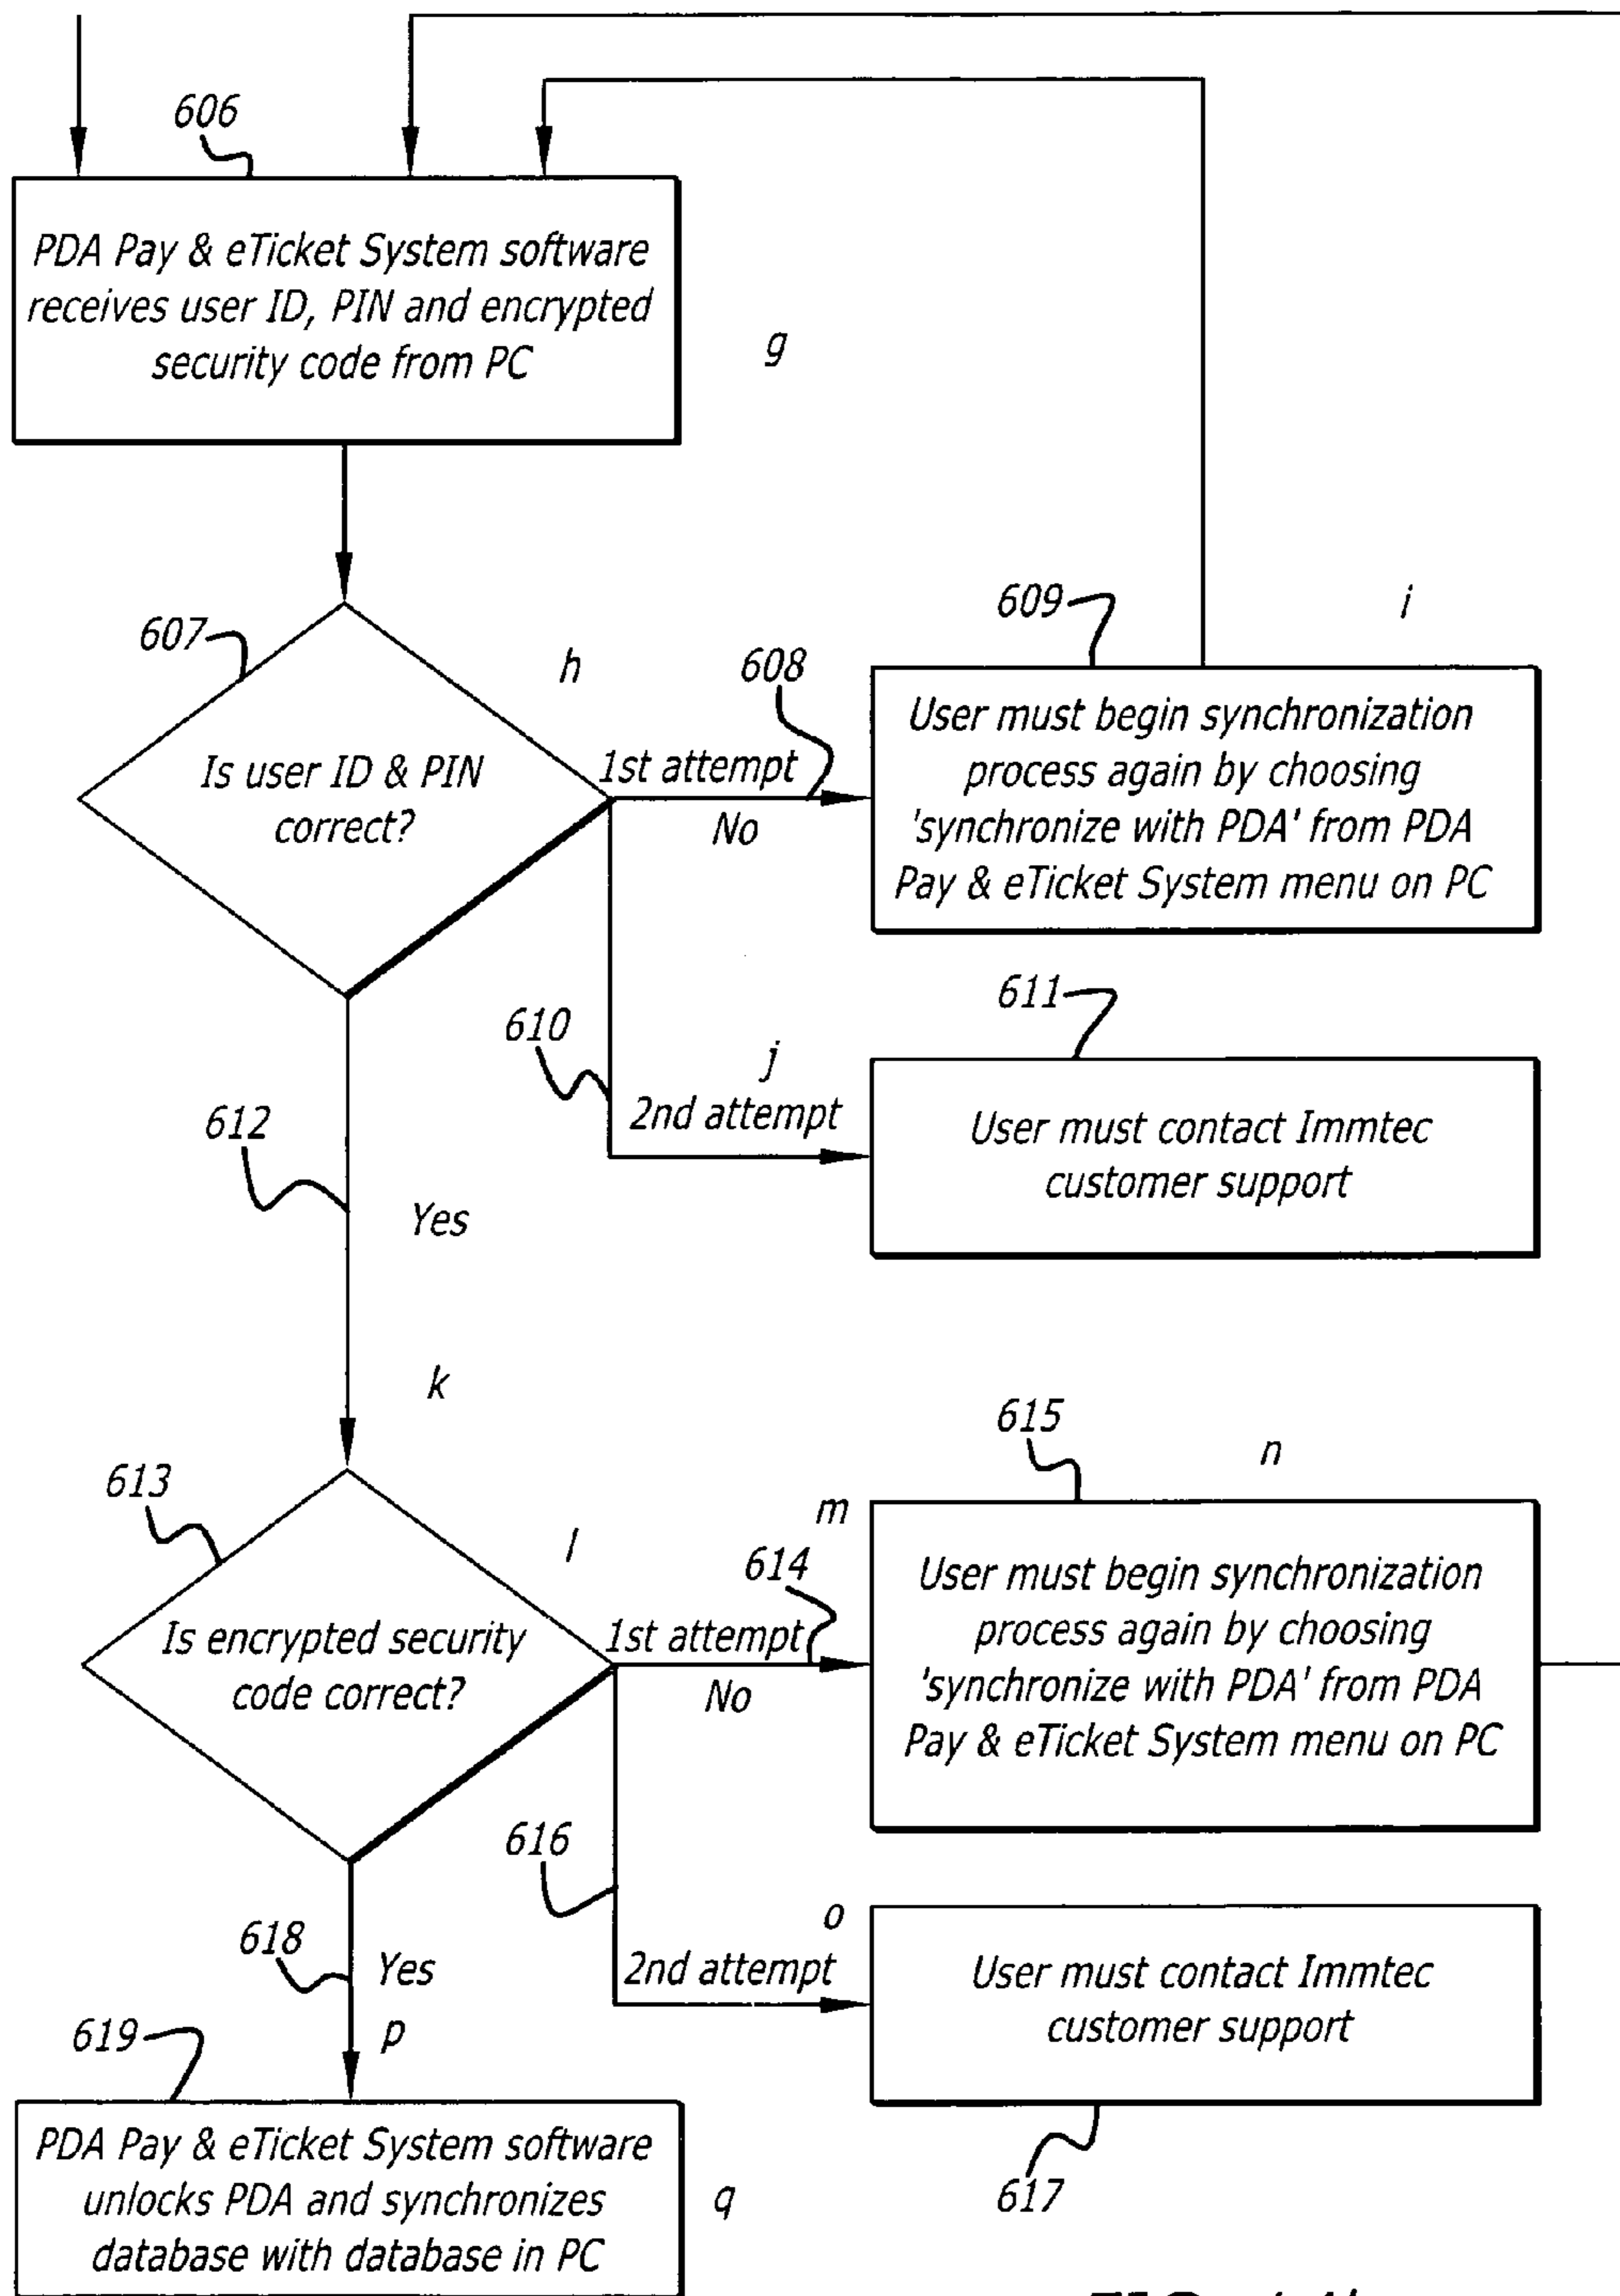 606
PDA Pay & eTicket System software
receives user ID, PIN and encrypted
security code from PC
g
607
h
608
609
i
Is user ID & PIN
correct?
1st attempt
No
User must begin synchronization
process again by choosing
'synchronize with PDA' from PDA
Pay & eTicket System menu on PC
610
j
2nd attempt
611
User must contact Immtec
customer support
612
Yes
k
613
l
614
m
615
n
Is encrypted security
code correct?
1st attempt
No
User must begin synchronization
process again by choosing
'synchronize with PDA' from PDA
Pay & eTicket System menu on PC
616
o
2nd attempt
User must contact Immtec
customer support
617
618
Yes
p
619
PDA Pay & eTicket System software
unlocks PDA and synchronizes
database with database in PC
q